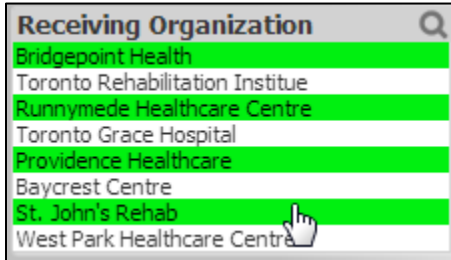 Receiving Organization
Bridgepoint Health
Toronto Rehabilitation Institue
Runnymede Healthcare Centre
Toronto Grace Hospital
Providence Healthcare
Baycrest Centre
St. John's Rehab
West Park Healthcare Centre